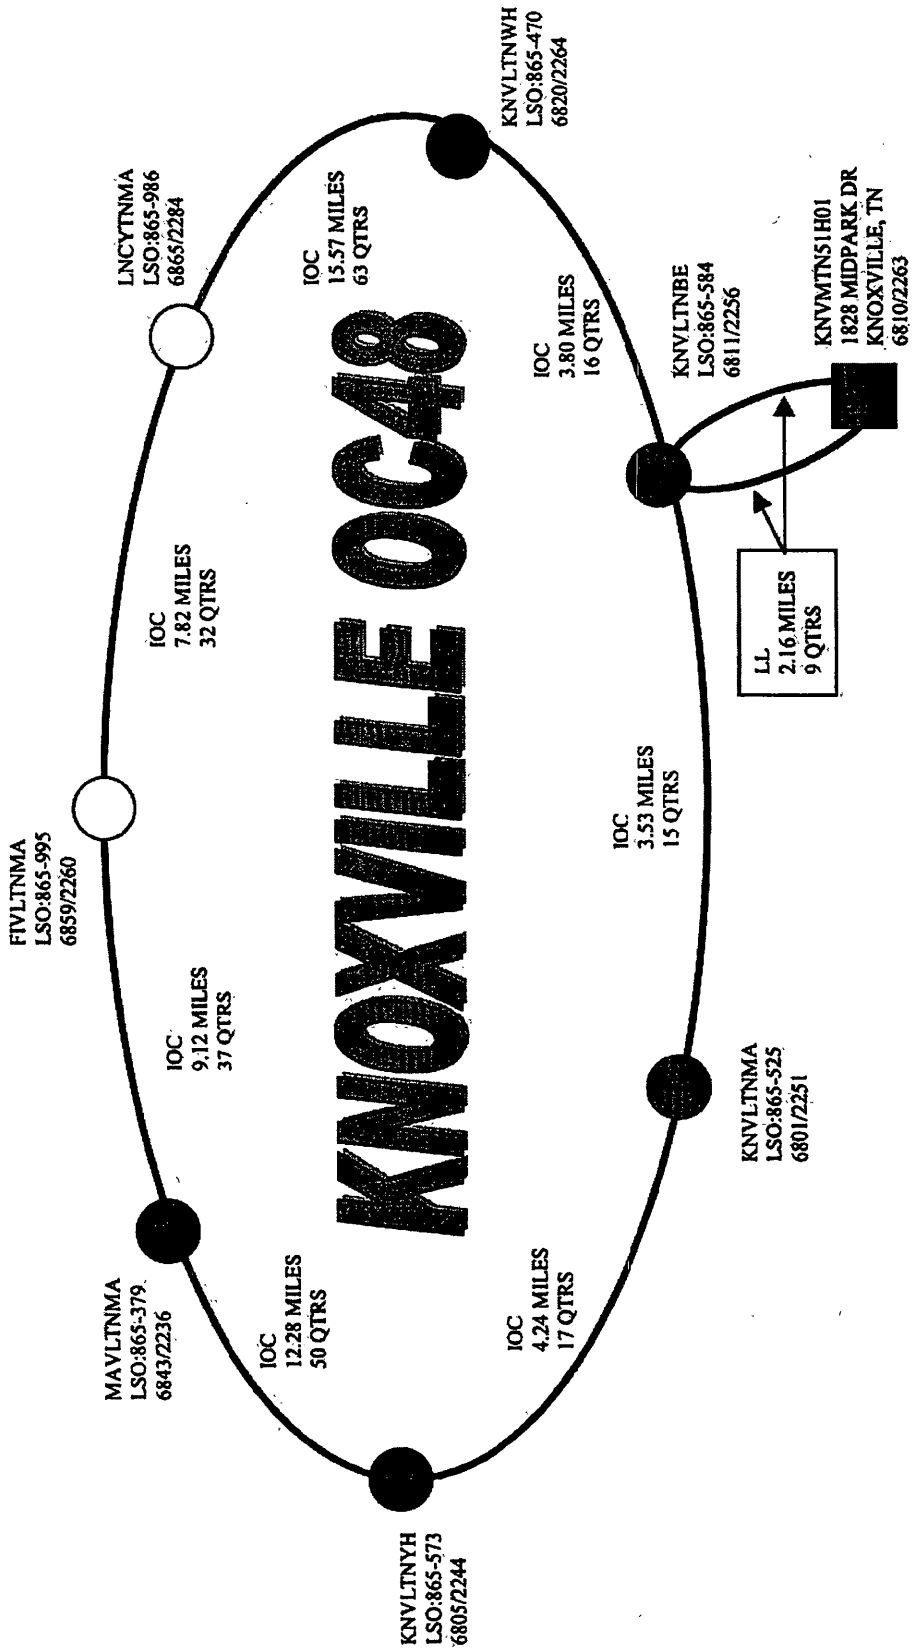 FIVLTNMA
LSO:865-995
6859/2260
LNCYTNMA
LSO:865-986
6865/2284
MAVLTNMA
LSO:865-379
6843/2236
IOC
9.12 MILES
37 QTRS
IOC
7.82 MILES
32 QTRS
IOC
12.28 MILES
50 QTRS
IOC
15.57 MILES
63 QTRS
KNOXVILLE OC48
KNVLTNYH
LSO:865-573
6805/2244
KNVLTNWH
LSO:865-470
6820/2264
IOC
4.24 MILES
17 QTRS
IOC
3.53 MILES
15 QTRS
IOC
3.80 MILES
16 QTRS
KNVLTNMA
LSO:865-525
6801/2251
KNVLTNBE
LSO:865-584
6811/2256
LL
2.16 MILES
9 QTRS
KNVMTN51H01
1828 MIDPARK DR
KNOXVILLE, TN
6810/2263